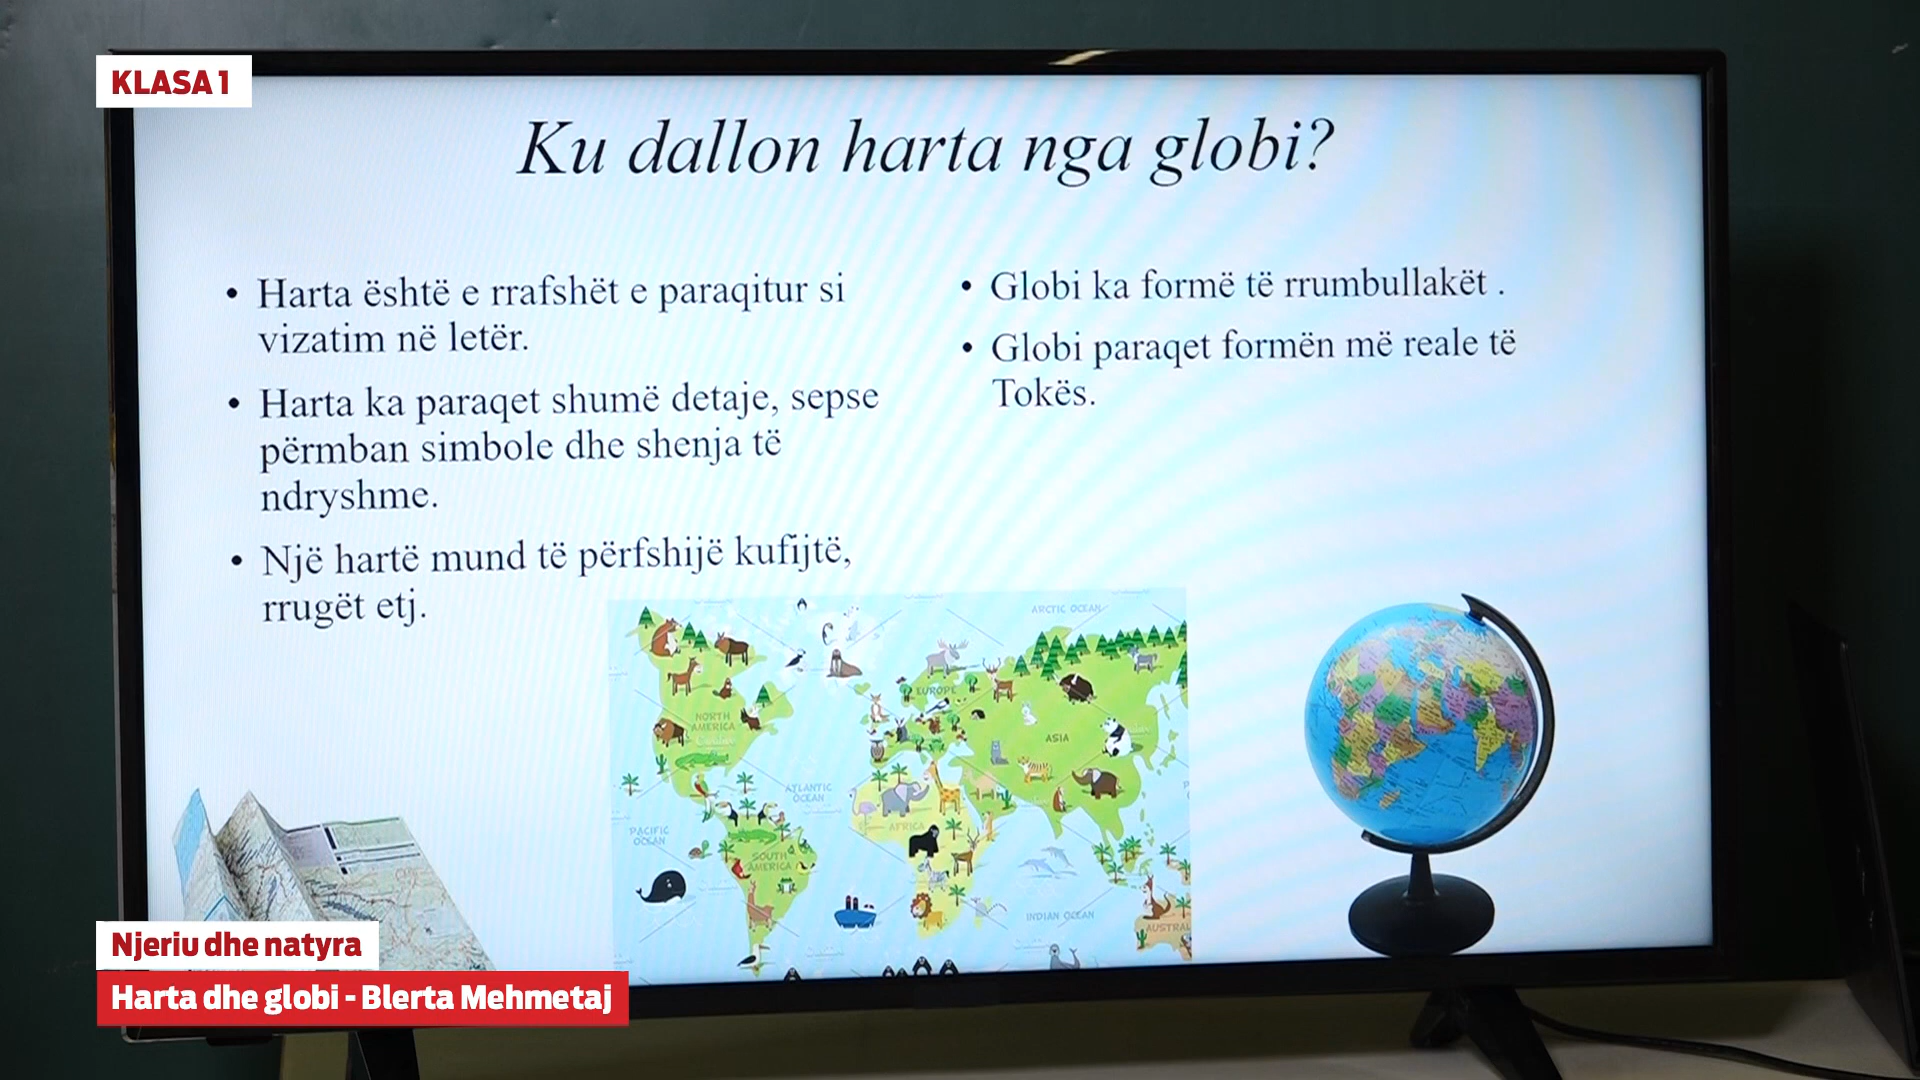 KLASA 1
Ku dallon harta nga globi?
• Harta është e rrafshët e paraqitur si
vizatim në letër.
• Harta ka paraqet shumë detaje, sepse
përmban simbole dhe shenja të
ndryshme.
• Një hartë mund të përfshijë kufijtë,
rrugët etj.
• Globi ka formë të rrumbullakët .
• Globi paraqet formën më reale të
Tokës.
ARCTIC OCEAN
EUROPE
NORTH
AMERICA
ASIA
ATLANTIC
OCEAN
PACIFIC
OCEAN
AFRICA
SOUTH
AMERICA
INDIAN OCEAN
AUSTRAL
Njeriu dhe natyra
Harta dhe globi - Blerta Mehmetaj